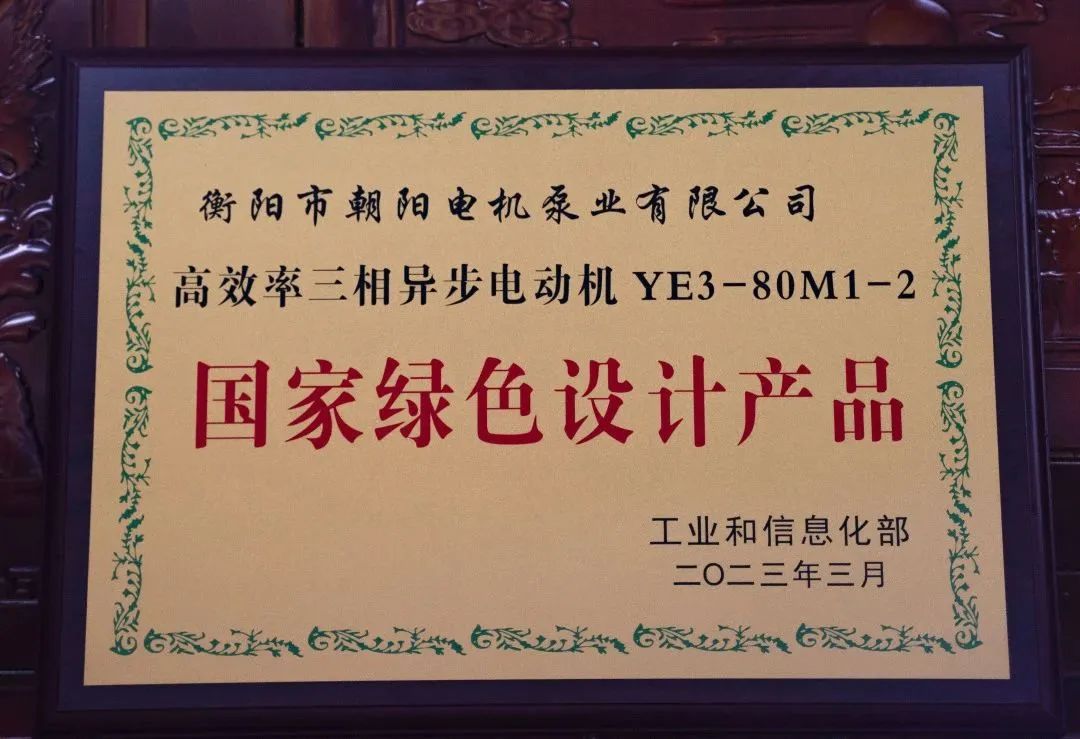 衡阳市朝阳电机泵业有限公司
高效率三相异步电动机 YE3-80M1-2
国家绿色设计产品
工业和信息化部
二〇二三年三月